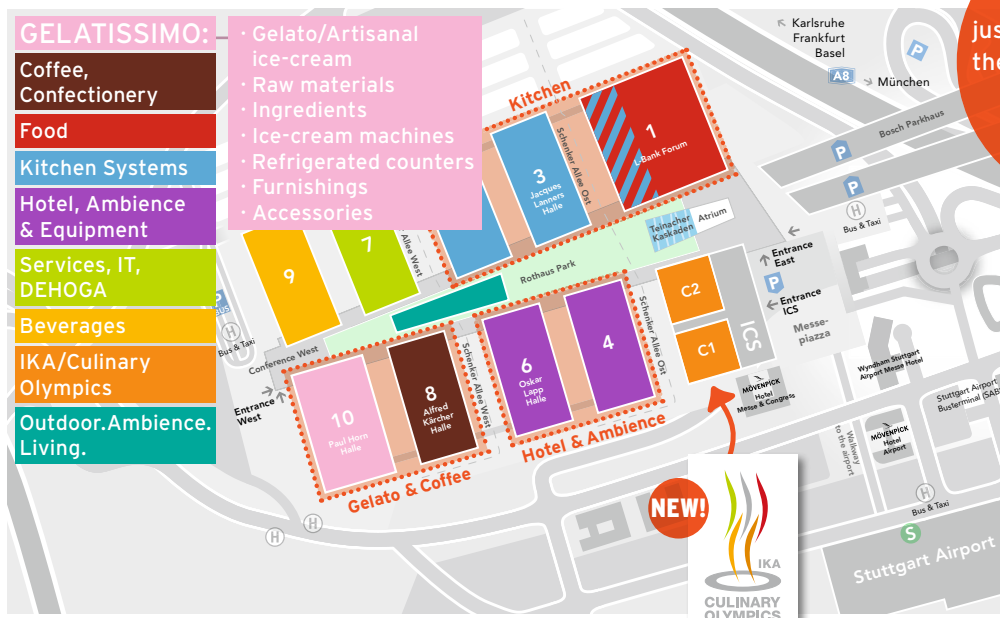 GELATISSIMO:
Coffee,
Confectionery
Food
Kitchen Systems
Hotel, Ambience
& Equipment
Services, IT,
DEHOGA
Beverages
IKA/Culinary
Olympics
Outdoor.Ambience.
Living.
· Gelato/Artisanal
ice-cream
· Raw materials
· Ingredients
· Ice-cream machines
· Refrigerated counters
· Furnishings
· Accessories
Karlsruhe
Frankfurt
Basel
A8
München
P
Bosch Parkhaus
P
P
H
Bus & Taxi
Kitchen
1
L-Bank Forum
Schenker Allee Ost
3
Jacques
Lanners
Halle
Allee West
7
9
Teinacher
Kaskaden
Atrium
Rothaus Park
Entrance
East
P
Entrance
ICS
Messe-
piazza
ICS
C2
C1
P
H
Bus & Taxi
Conference West
Entrance
West
10
Paul Horn
Halle
8
Alfred
Kärcher
Halle
Schenker Allee West
6
Oskar
Lapp
Halle
4
Schenker Allee Ost
Gelato & Coffee
Hotel & Ambience
MÖVENPICK
Hotel
Messe & Congress
Wyndham Stuttgart
Airport Messe Hotel
Stuttgart Airport
Busterminal (SAB)
MÖVENPICK
Hotel
Airport
Walkway
to the airport
H
Bus & Taxi
S
Stuttgart Airport
H
H
NEW!
IKA
CULINARY
OLYMPICS